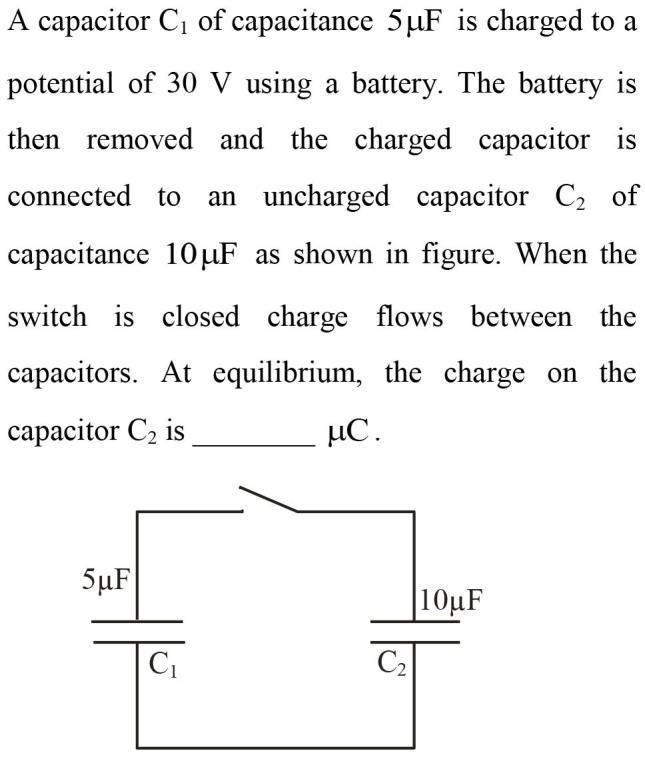 A capacitor C₁ of capacitance 5μF is charged to a
potential of 30 V using a battery. The battery is
then removed and the charged capacitor is
connected to an uncharged capacitor C₂ of
capacitance 10μF as shown in figure. When the
switch is closed charge flows between the
capacitors. At equilibrium, the charge on the
capacitor C₂ is ________ μC.
5μF
10μF
C₁
C₂